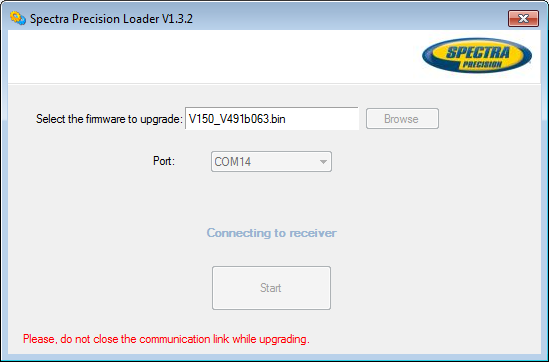 Spectra Precision Loader V1.3.2
SPECTRA
PRECISION
Select the firmware to upgrade: V150_V491b063.bin Browse
Port: COM14
Connecting to receiver
Start
Please, do not close the communication link while upgrading.